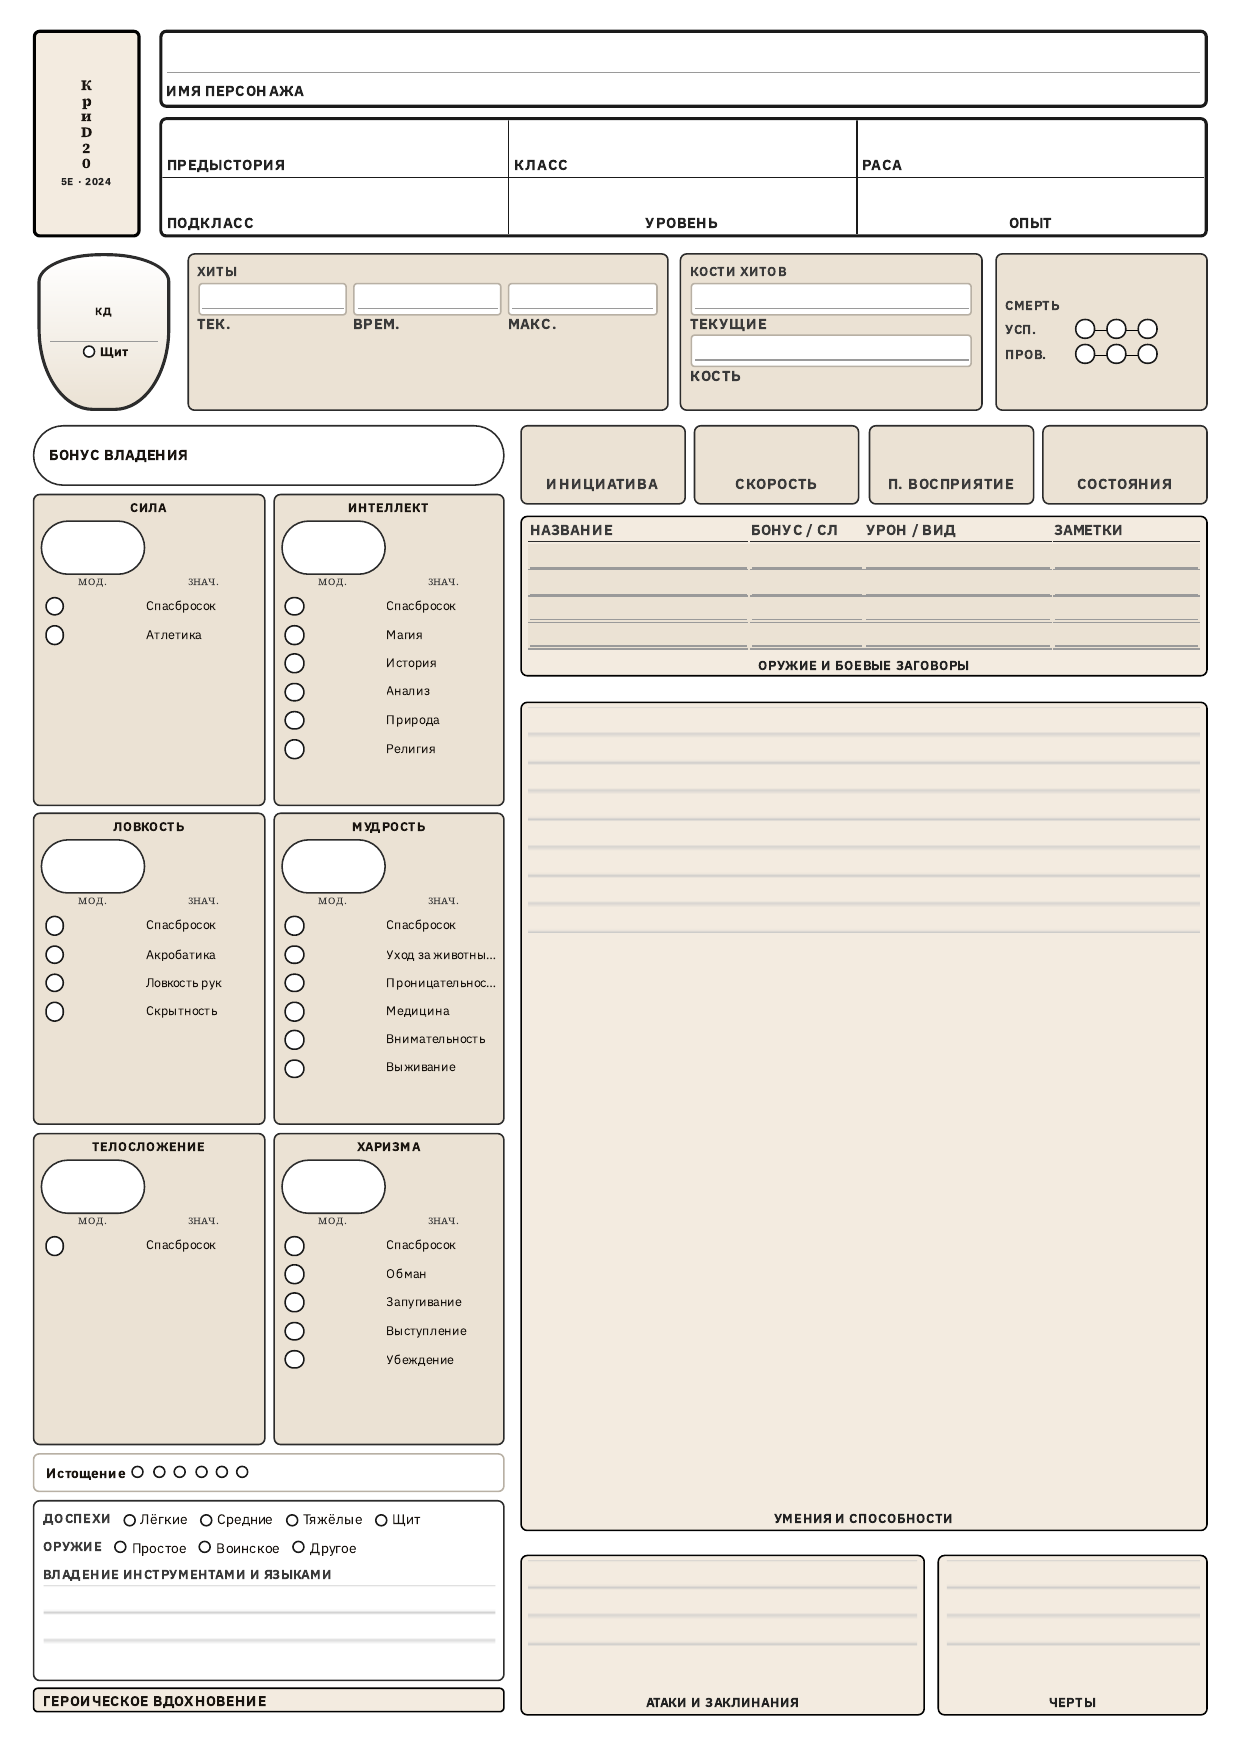 КриD20
5E · 2024
ИМЯ ПЕРСОНАЖА
ПРЕДЫСТОРИЯ
КЛАСС
РАСА
ПОДКЛАСС
УРОВЕНЬ
ОПЫТ
КД
Щит
ХИТЫ
ТЕК.
ВРЕМ.
МАКС.
КОСТИ ХИТОВ
ТЕКУЩИЕ
КОСТЬ
СМЕРТЬ
УСП.
ПРОВ.
БОНУС ВЛАДЕНИЯ
ИНИЦИАТИВА
СКОРОСТЬ
П. ВОСПРИЯТИЕ
СОСТОЯНИЯ
СИЛА
МОД. ЗНАЧ.
Спасбросок
Атлетика
ИНТЕЛЛЕКТ
МОД. ЗНАЧ.
Спасбросок
Магия
История
Анализ
Природа
Религия
ЛОВКОСТЬ
МОД. ЗНАЧ.
Спасбросок
Акробатика
Ловкость рук
Скрытность
МУДРОСТЬ
МОД. ЗНАЧ.
Спасбросок
Уход за животны...
Проницательнос...
Медицина
Внимательность
Выживание
ТЕЛОСЛОЖЕНИЕ
МОД. ЗНАЧ.
Спасбросок
ХАРИЗМА
МОД. ЗНАЧ.
Спасбросок
Обман
Запугивание
Выступление
Убеждение
Истощение
ДОСПЕХИ Лёгкие Средние Тяжёлые Щит
ОРУЖИЕ Простое Воинское Другое
ВЛАДЕНИЕ ИНСТРУМЕНТАМИ И ЯЗЫКАМИ
ГЕРОИЧЕСКОЕ ВДОХНОВЕНИЕ
НАЗВАНИЕ БОНУС / СЛ УРОН / ВИД ЗАМЕТКИ
ОРУЖИЕ И БОЕВЫЕ ЗАГОВОРЫ
УМЕНИЯ И СПОСОБНОСТИ
АТАКИ И ЗАКЛИНАНИЯ
ЧЕРТЫ